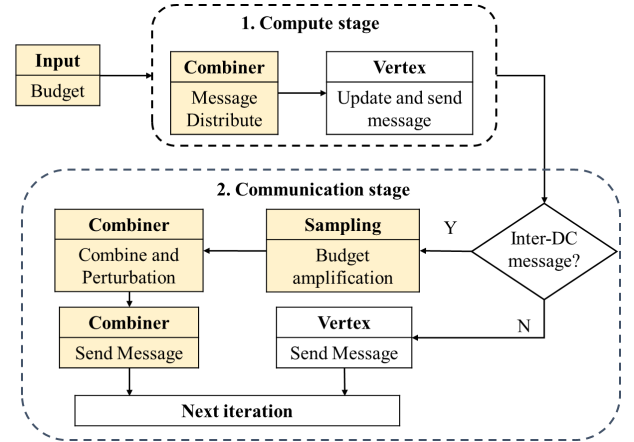 1. Compute stage
Input
Budget
Combiner
Message
Distribute
Vertex
Update and send
message
2. Communication stage
Inter-DC
message?
Y
N
Sampling
Budget
amplification
Combiner
Combine and
Perturbation
Combiner
Send Message
Vertex
Send Message
Next iteration